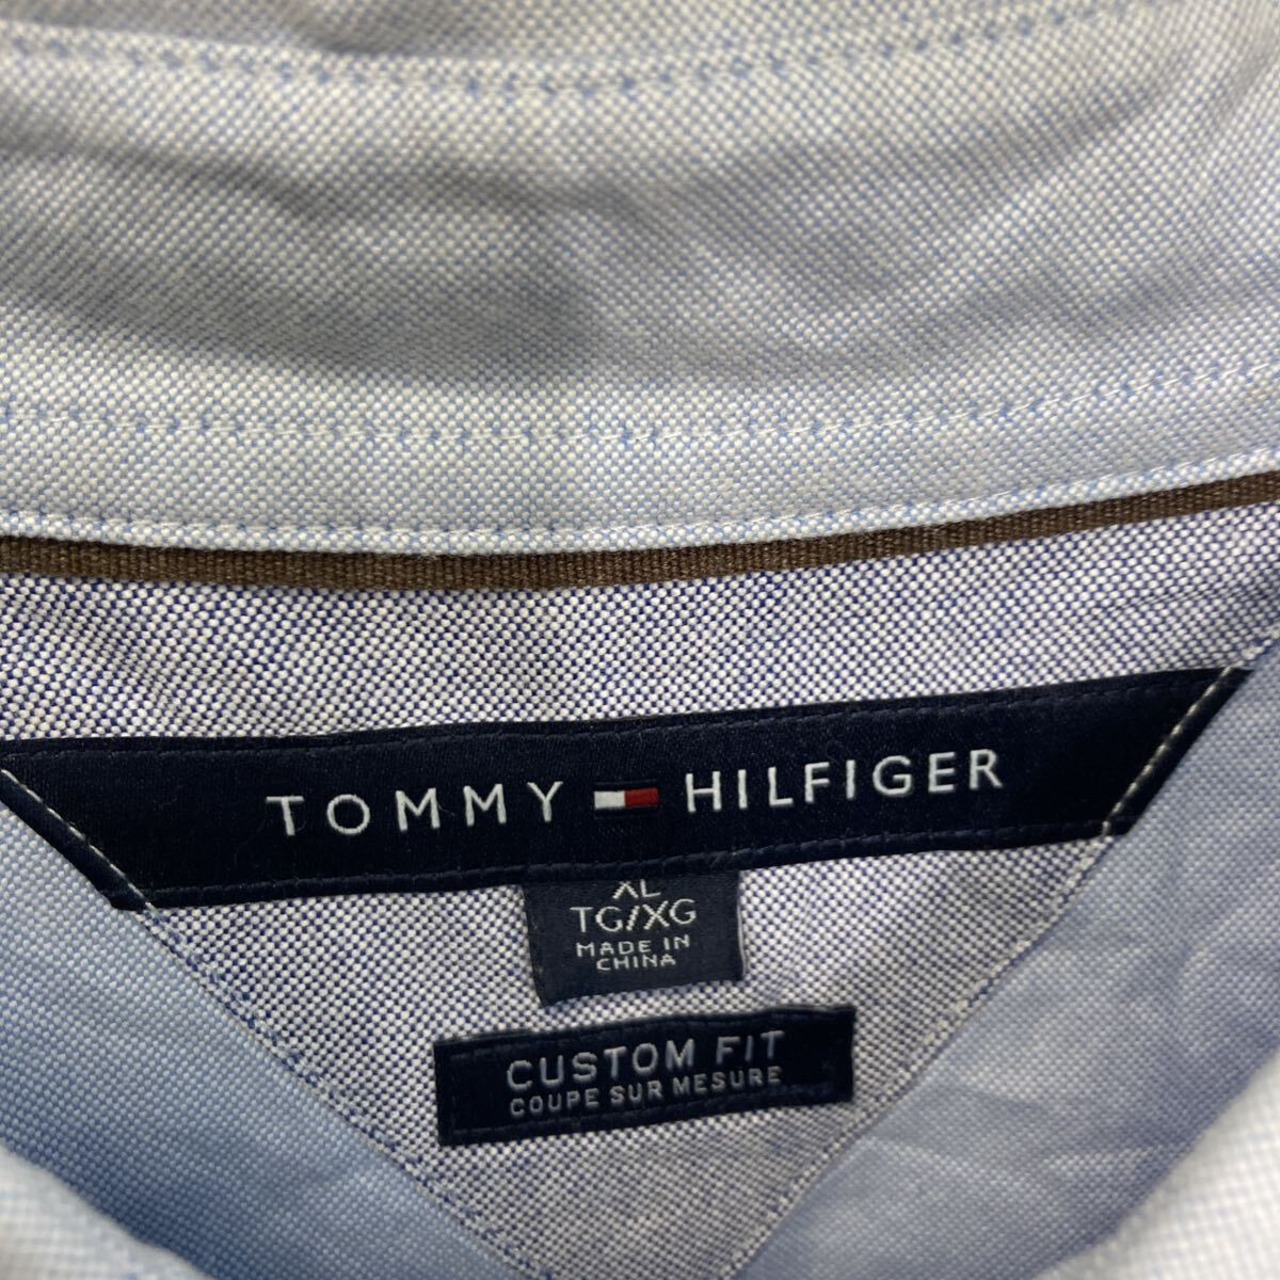 TOMMY HILFIGER
XL
TG/XG
MADE IN
CHINA
CUSTOM FIT
COUPE SUR MESURE